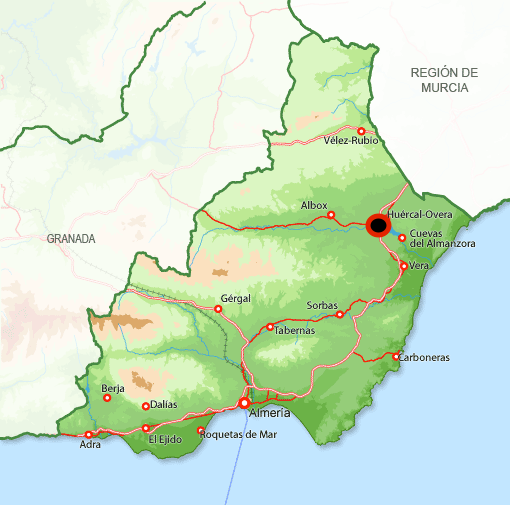 REGIÓN DE
MURCIA
Vélez-Rubio
Albox
Huércal-Overa
Cuevas
del Almanzora
GRANADA
Vera
Gérgal
Sorbas
Tabernas
Carboneras
Berja
Dalías
Almería
El Ejido
Roquetas de Mar
Adra